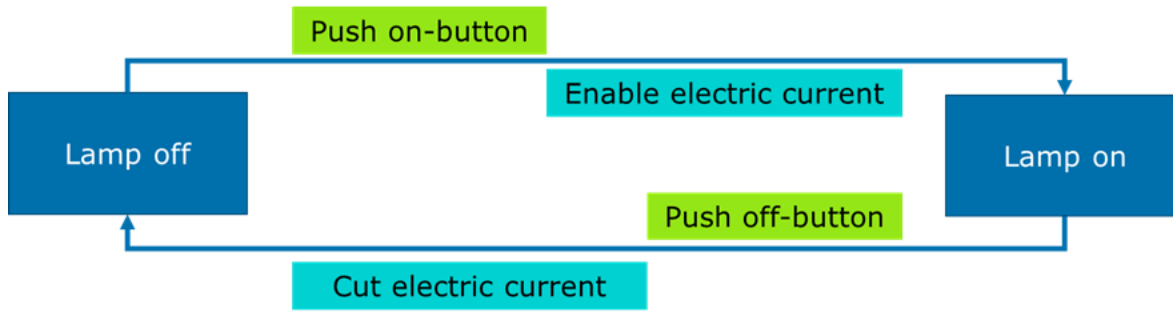 Push on-button
Enable electric current
Lamp off
Lamp on
Push off-button
Cut electric current